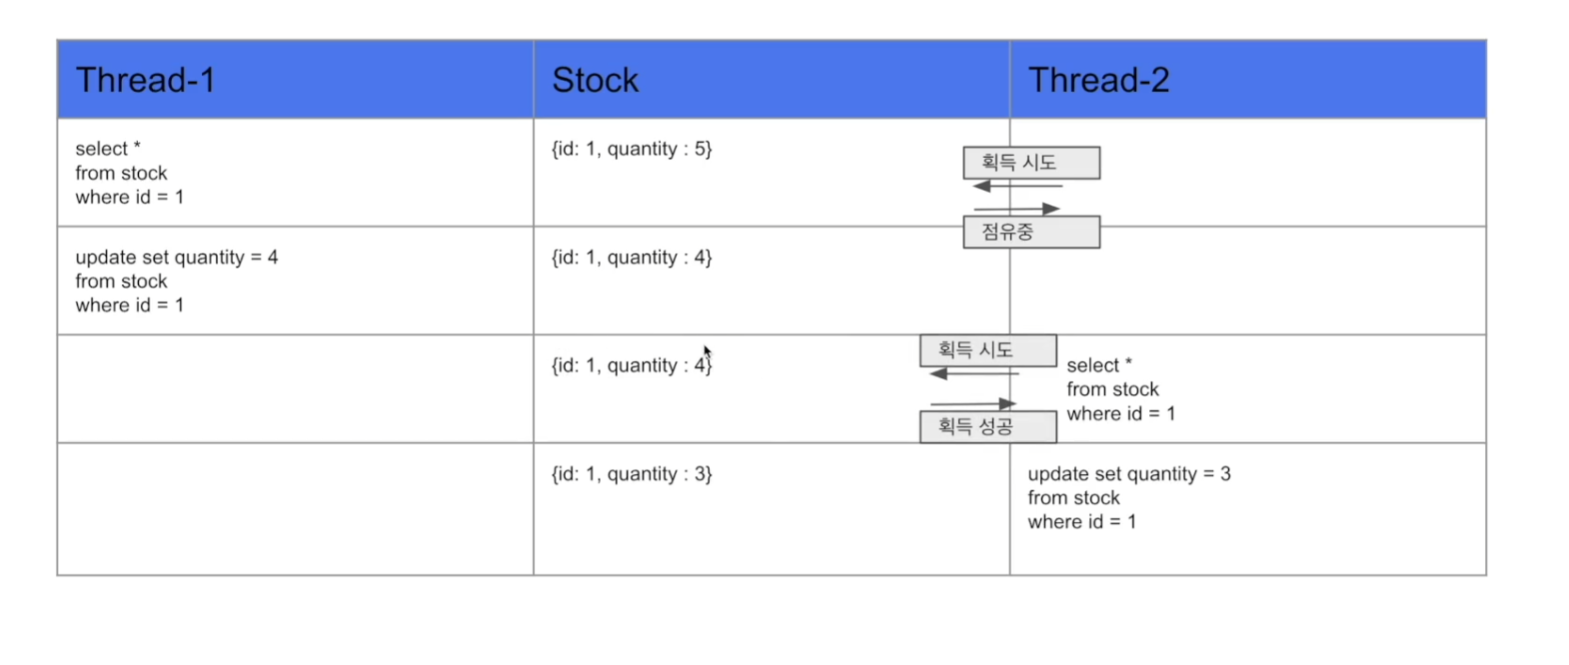 Thread-1
Stock
Thread-2
select *
from stock
where id = 1
{id: 1, quantity : 5}
획득 시도
점유중
update set quantity = 4
from stock
where id = 1
{id: 1, quantity : 4}
{id: 1, quantity : 4}
획득 시도
획득 성공
select *
from stock
where id = 1
{id: 1, quantity : 3}
update set quantity = 3
from stock
where id = 1